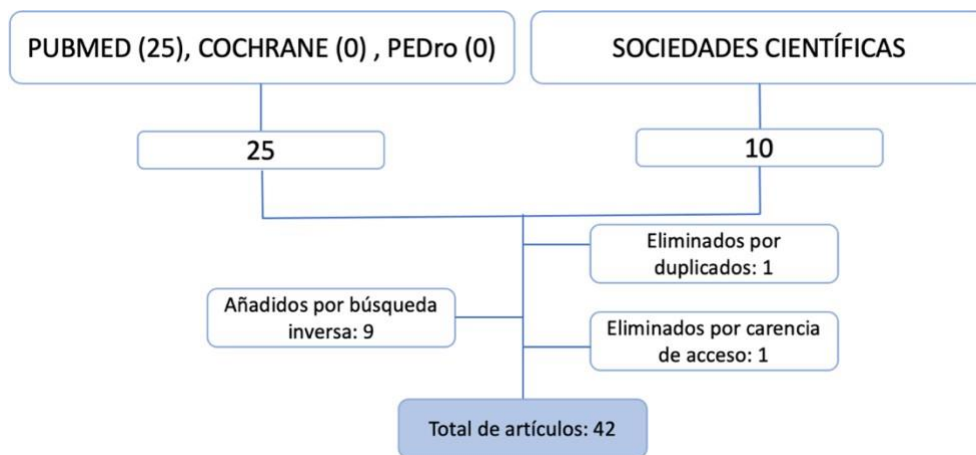 PUBMED (25), COCHRANE (0) , PEDro (0)
SOCIEDADES CIENTÍFICAS
25
10
Eliminados por
duplicados: 1
Añadidos por búsqueda
inversa: 9
Eliminados por carencia
de acceso: 1
Total de artículos: 42